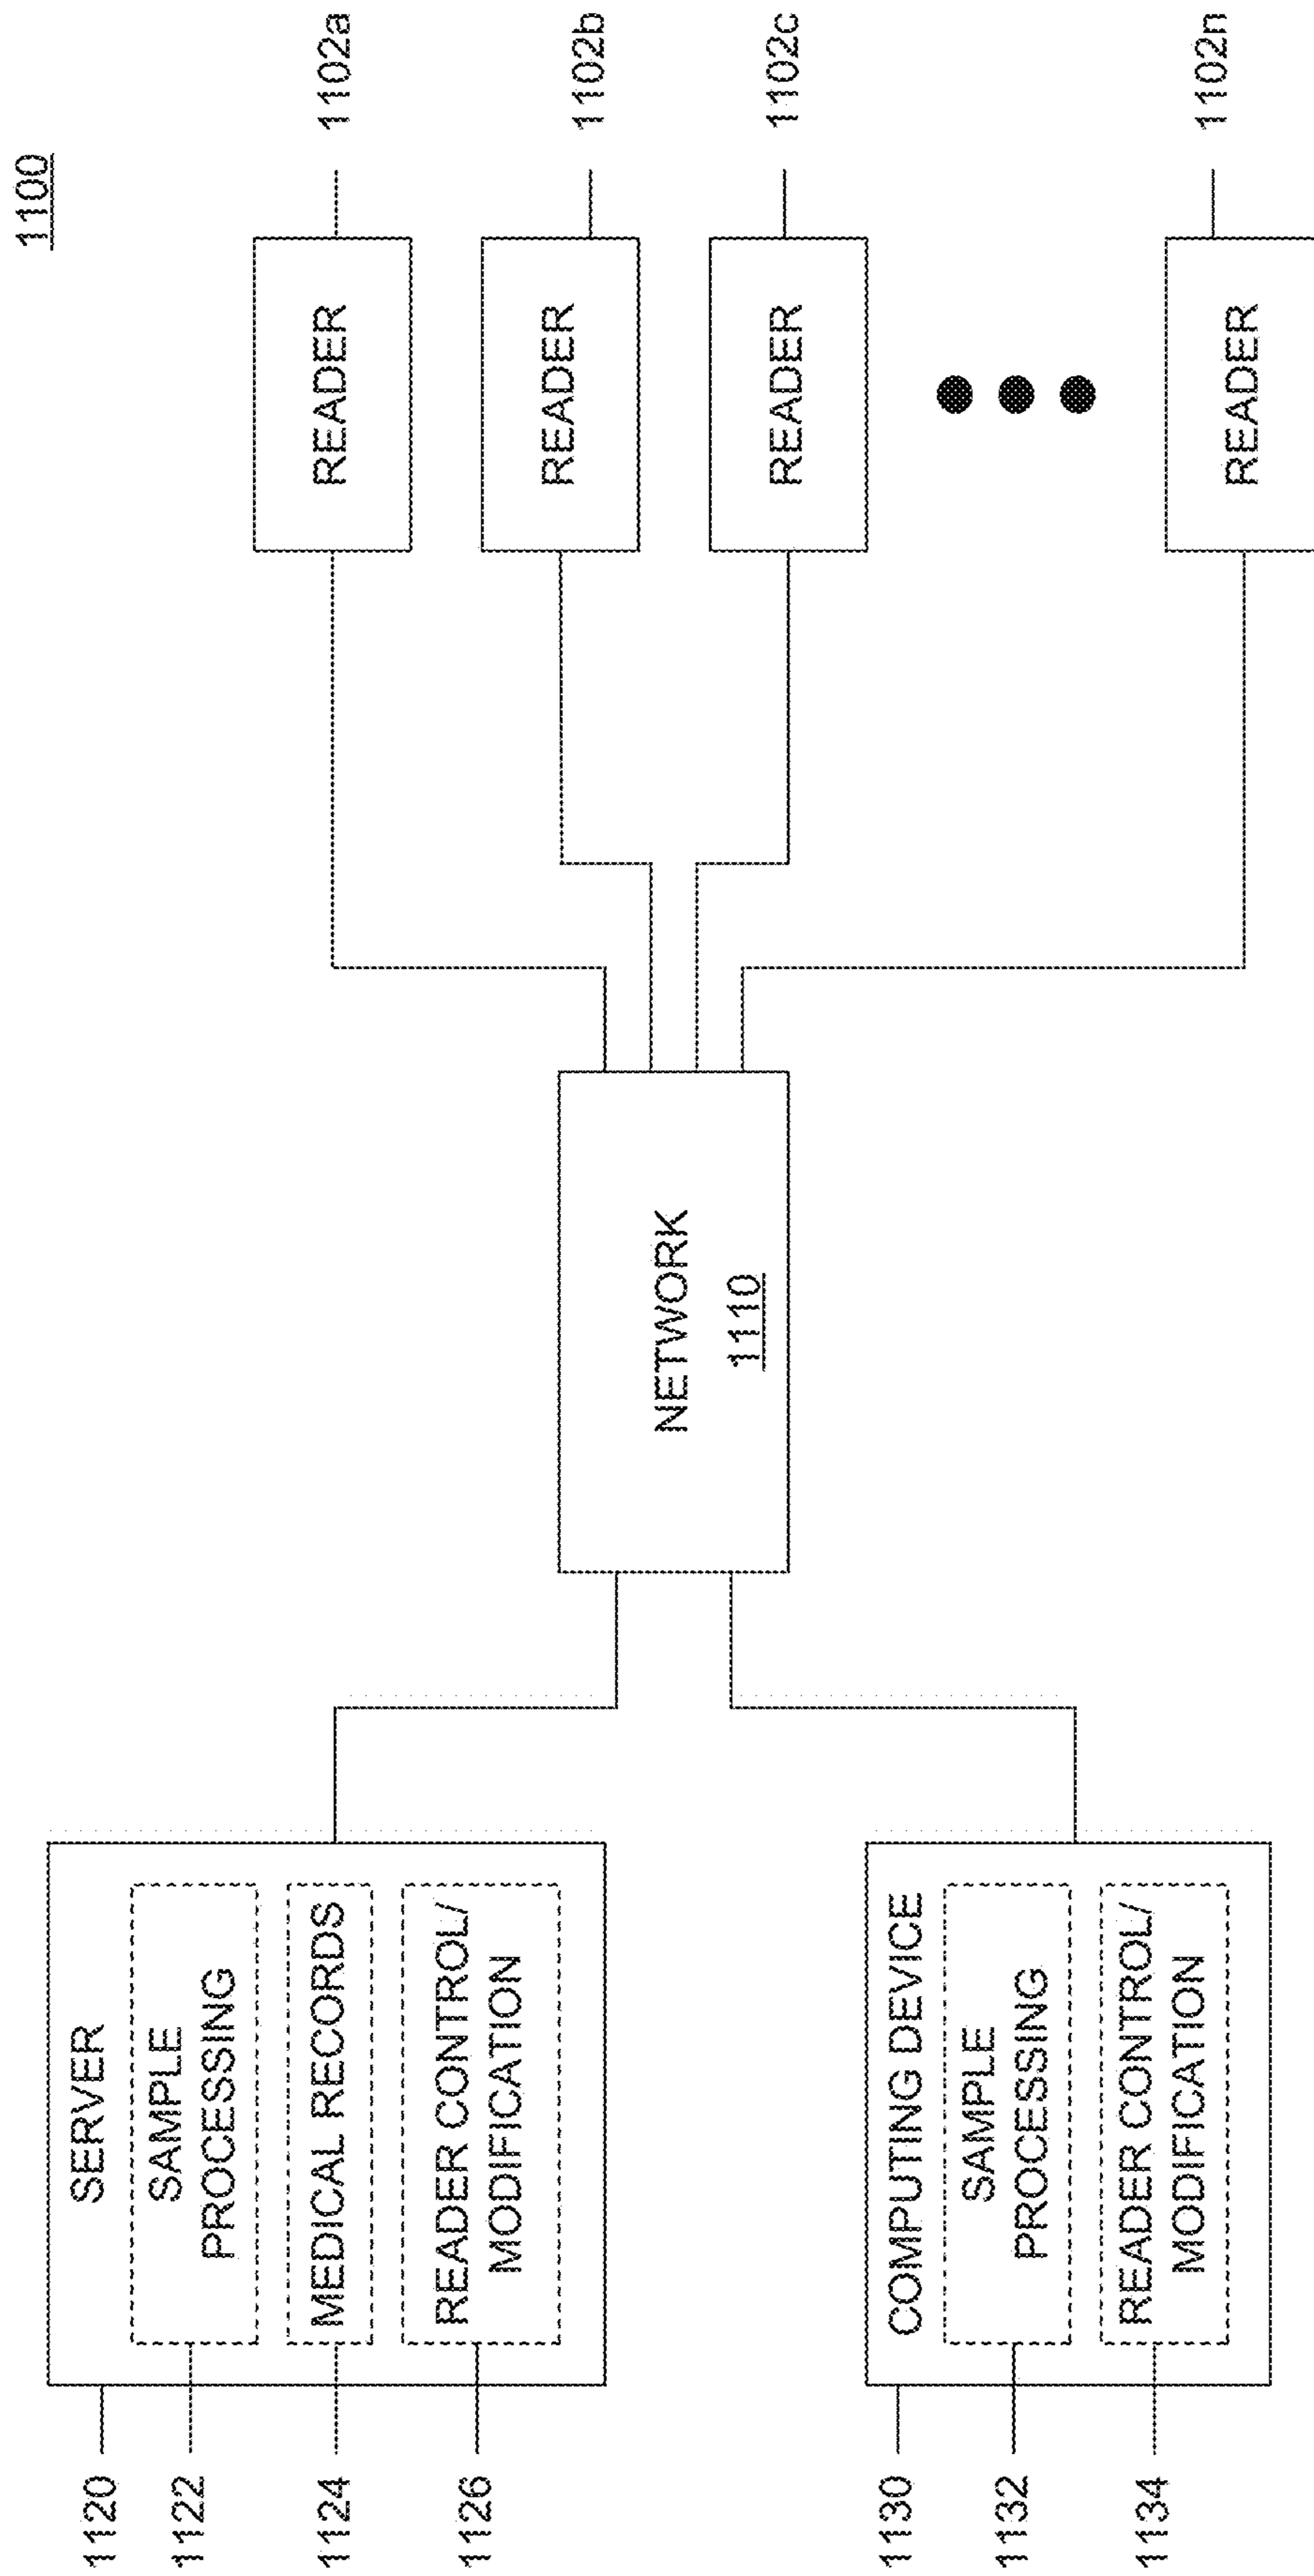 1100
1120
SERVER
1122
SAMPLE
PROCESSING
1124
MEDICAL RECORDS
1126
READER CONTROL/
MODIFICATION
1130
COMPUTING DEVICE
1132
SAMPLE
PROCESSING
1134
READER CONTROL/
MODIFICATION
NETWORK
1110
READER
1102a
READER
1102b
READER
1102c
READER
1102n